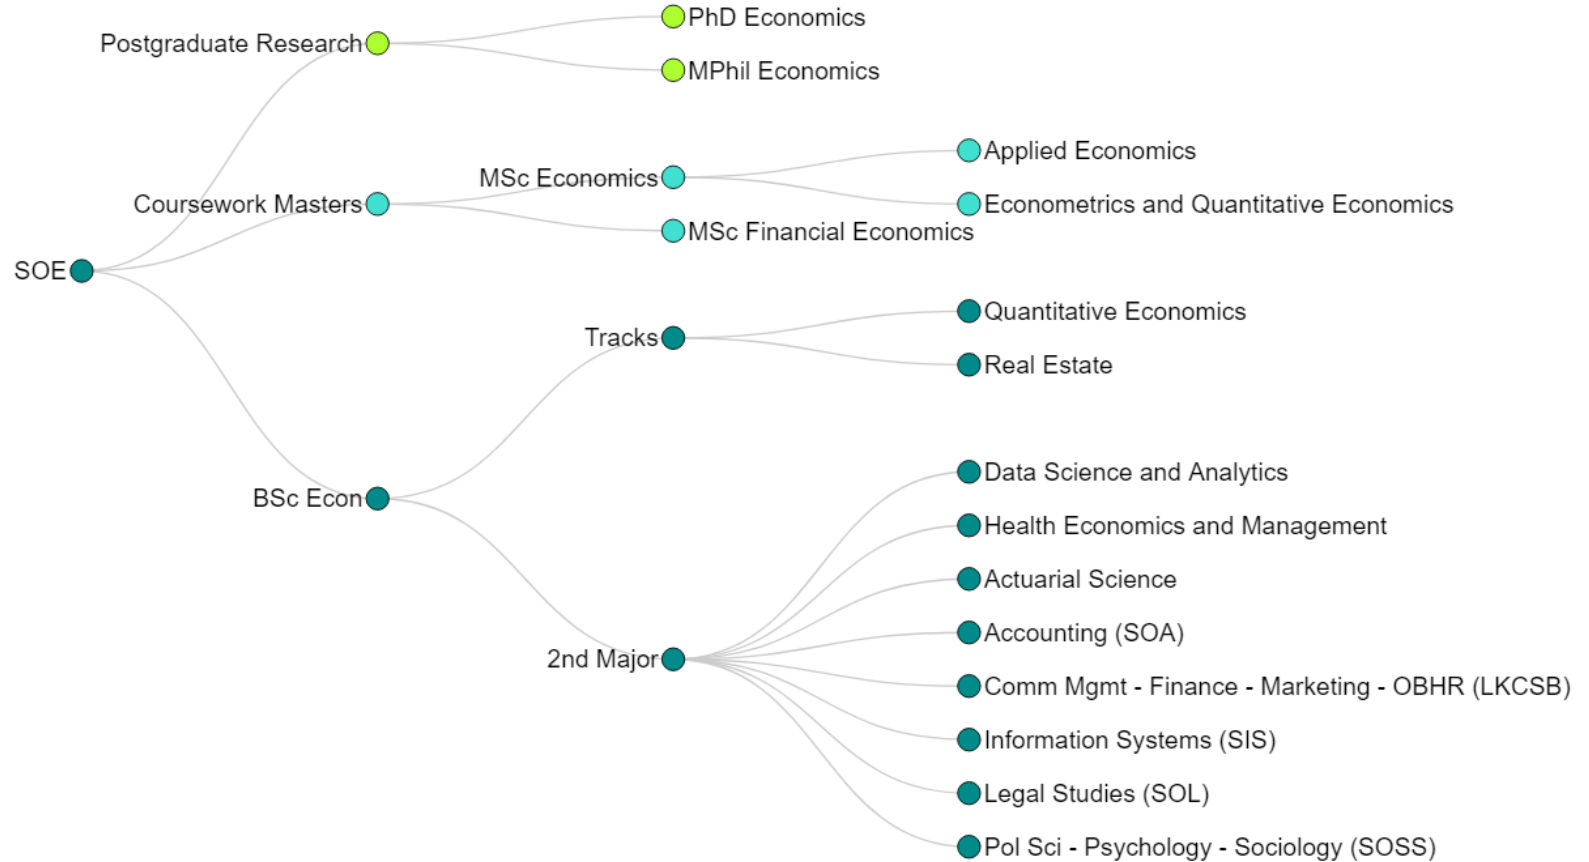 PhD Economics
Postgraduate Research
MPhil Economics
Applied Economics
MSc Economics
Coursework Masters
Econometrics and Quantitative Economics
MSc Financial Economics
SOE
Quantitative Economics
Tracks
Real Estate
Data Science and Analytics
BSc Econ
Health Economics and Management
Actuarial Science
Accounting (SOA)
2nd Major
Comm Mgmt - Finance - Marketing - OBHR (LKCSB)
Information Systems (SIS)
Legal Studies (SOL)
Pol Sci - Psychology - Sociology (SOSS)